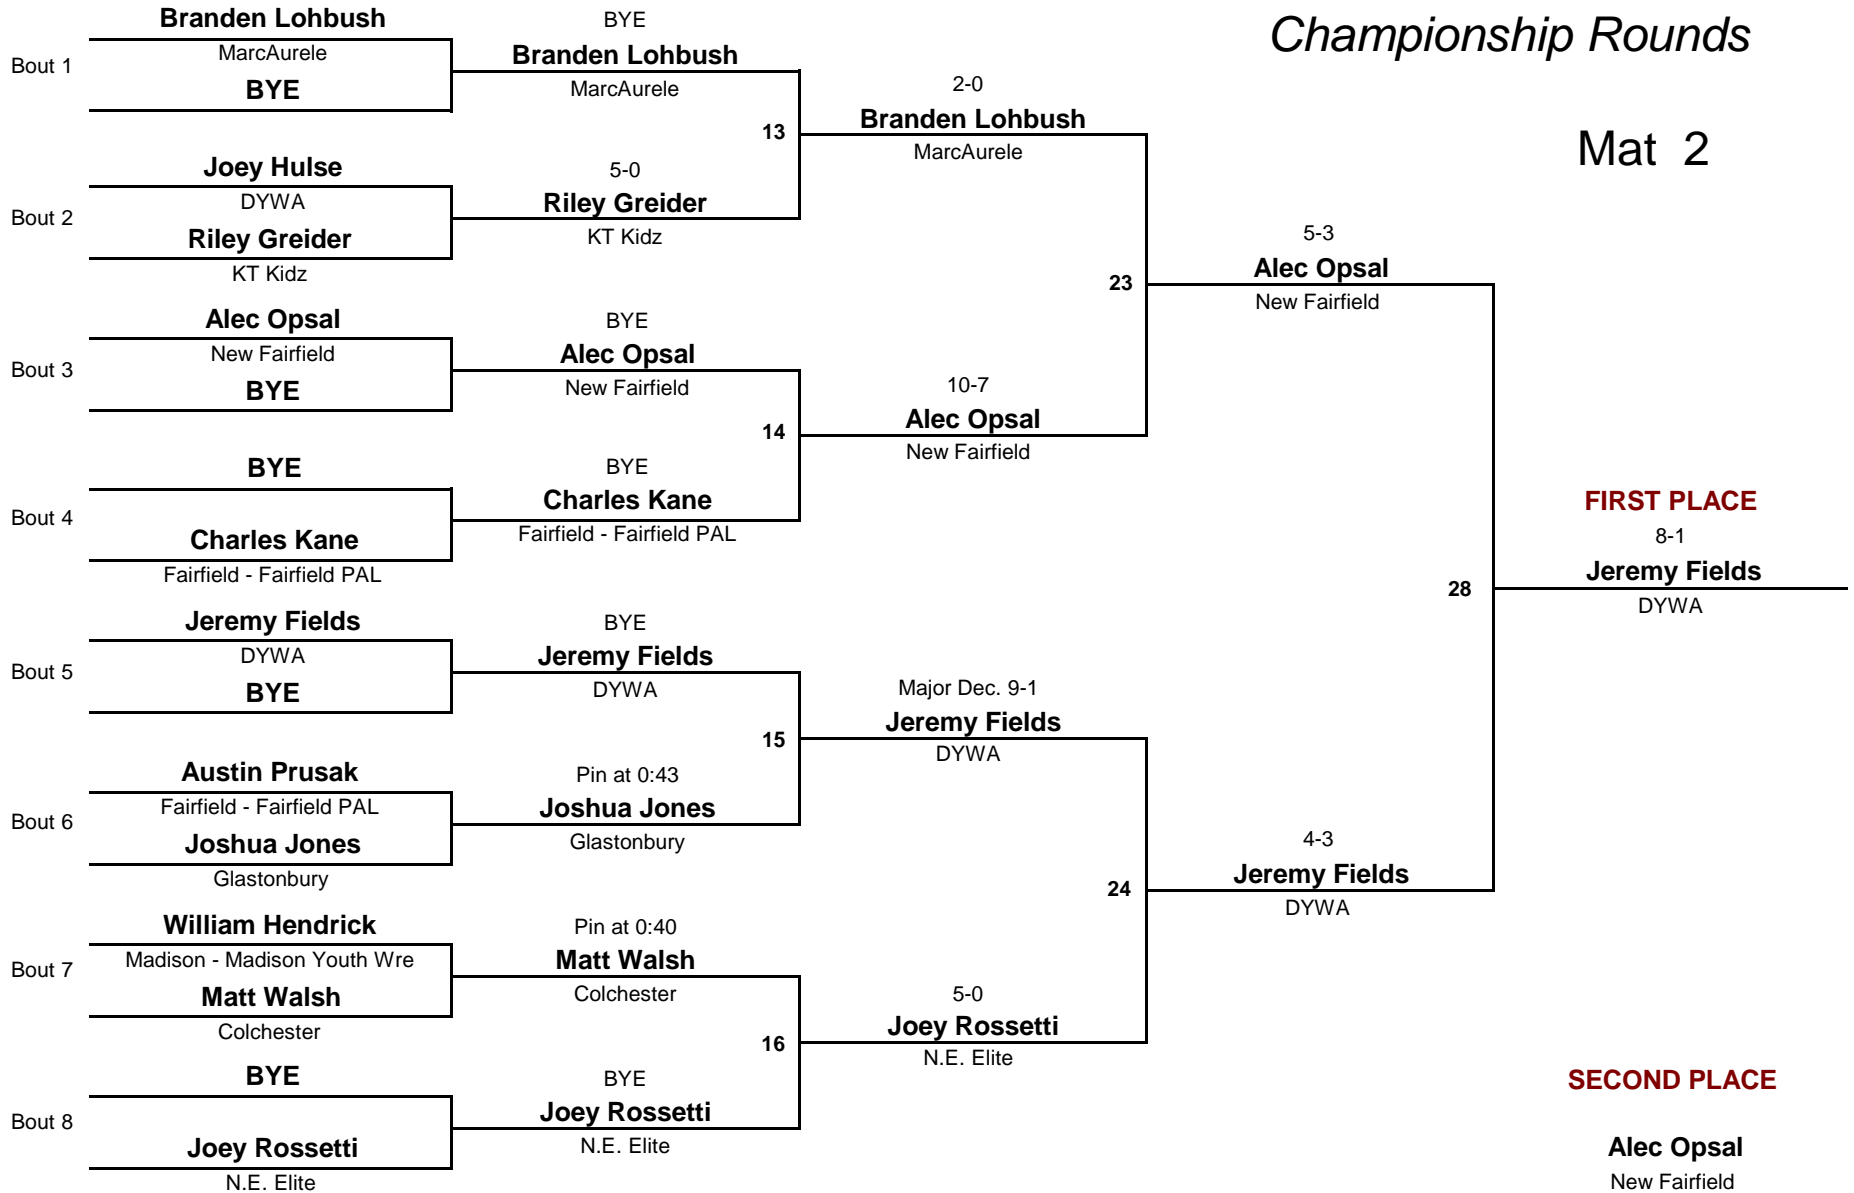 Championship Rounds
Mat 2
Bout 1
Branden Lohbush
MarcAurele
BYE
Bout 2
Joey Hulse
DYWA
Riley Greider
KT Kidz
Bout 3
Alec Opsal
New Fairfield
BYE
Bout 4
BYE
Charles Kane
Fairfield - Fairfield PAL
Bout 5
Jeremy Fields
DYWA
BYE
Bout 6
Austin Prusak
Fairfield - Fairfield PAL
Joshua Jones
Glastonbury
Bout 7
William Hendrick
Madison - Madison Youth Wre
Matt Walsh
Colchester
Bout 8
BYE
Joey Rossetti
N.E. Elite
BYE
Branden Lohbush
MarcAurele
13
5-0
Riley Greider
KT Kidz
BYE
Alec Opsal
New Fairfield
14
BYE
Charles Kane
Fairfield - Fairfield PAL
BYE
Jeremy Fields
DYWA
15
Pin at 0:43
Joshua Jones
Glastonbury
Pin at 0:40
Matt Walsh
Colchester
16
BYE
Joey Rossetti
N.E. Elite
2-0
Branden Lohbush
MarcAurele
23
10-7
Alec Opsal
New Fairfield
Major Dec. 9-1
Jeremy Fields
DYWA
24
5-0
Joey Rossetti
N.E. Elite
5-3
Alec Opsal
New Fairfield
28
4-3
Jeremy Fields
DYWA
FIRST PLACE
8-1
Jeremy Fields
DYWA
SECOND PLACE
Alec Opsal
New Fairfield